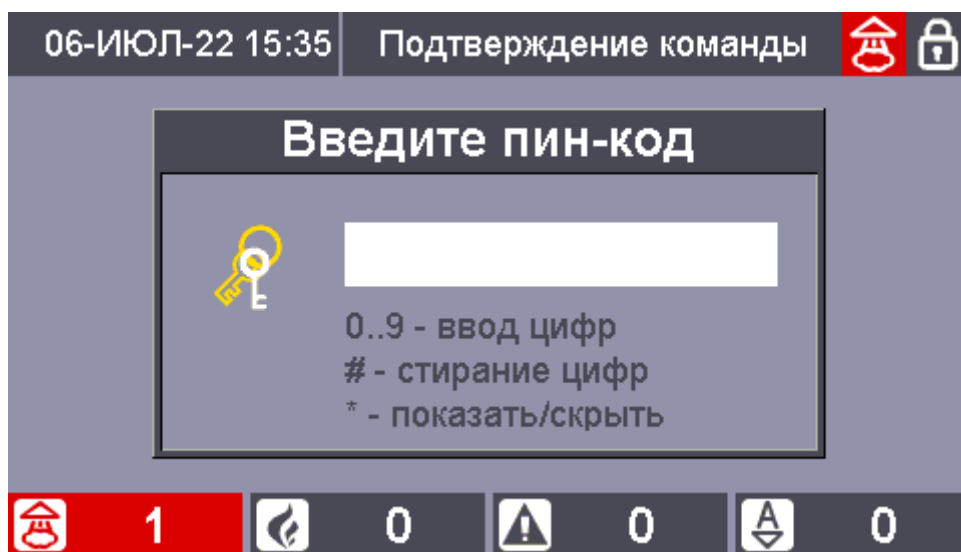 06-ИЮЛ-22 15:35 Подтверждение команды
Введите пин-код
0..9 - ввод цифр
# - стирание цифр
* - показать/скрыть
1 0 0 A 0